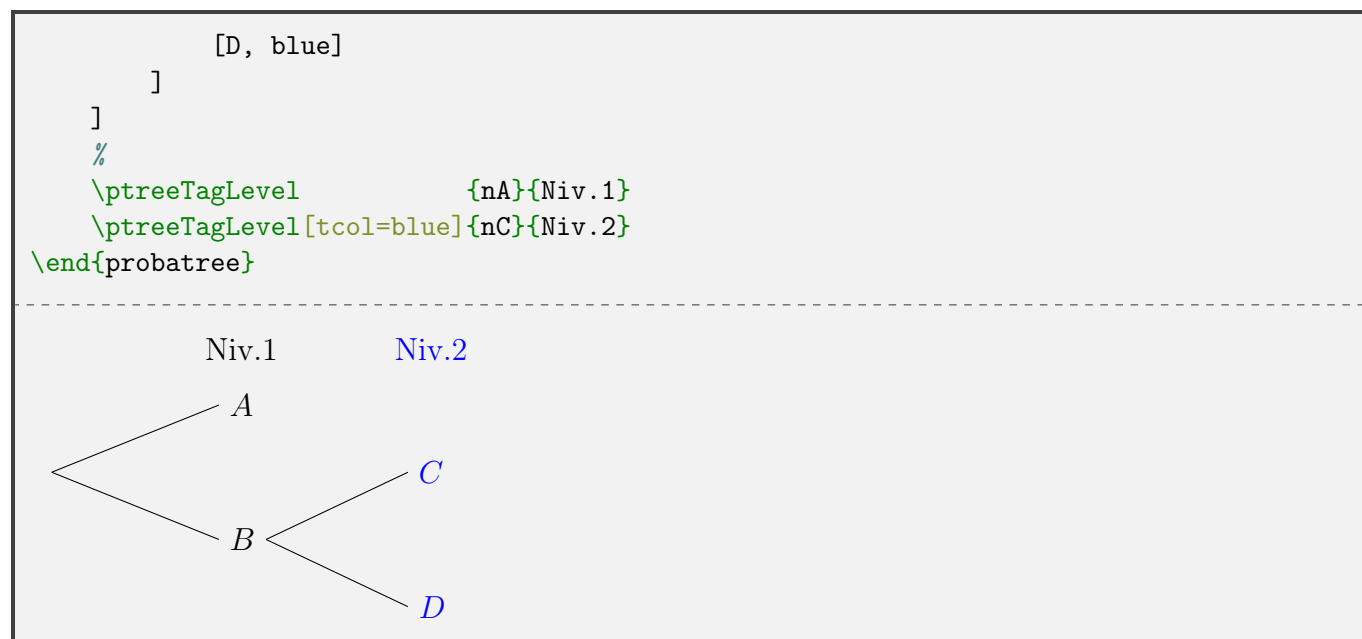 [D, blue]
]
]
%
\ptreeTagLevel {nA}{Niv.1}
\ptreeTagLevel[tcol=blue]{nC}{Niv.2}
\end{probatree}
Niv.1 Niv.2
A
C
B
D